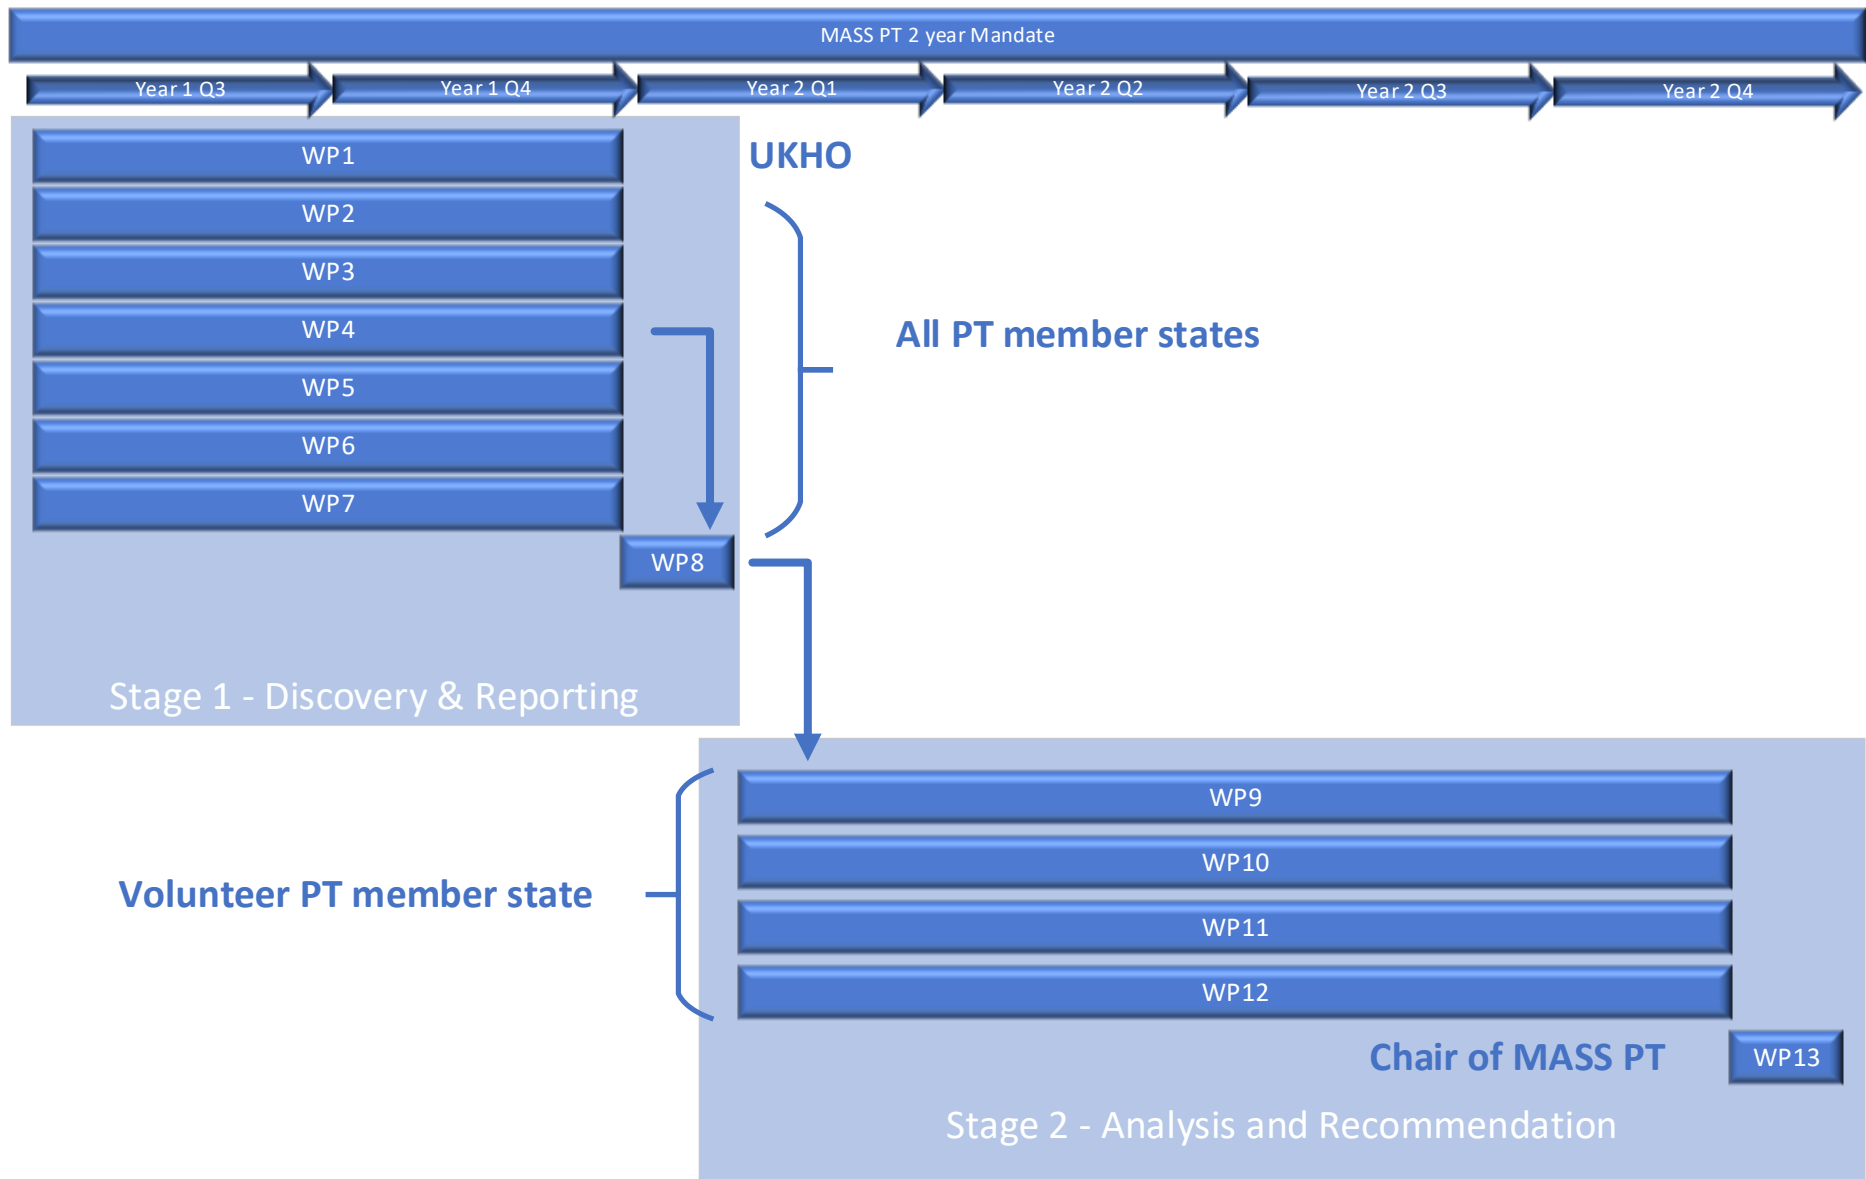 MASS PT 2 year Mandate
Year 1 Q3 Year 1 Q4 Year 2 Q1 Year 2 Q2 Year 2 Q3 Year 2 Q4
WP1
UKHO
WP2
WP3
WP4
All PT member states
WP5
WP6
WP7
WP8
Stage 1 - Discovery & Reporting
WP9
WP10
Volunteer PT member state
WP11
WP12
Chair of MASS PT
WP13
Stage 2 - Analysis and Recommendation